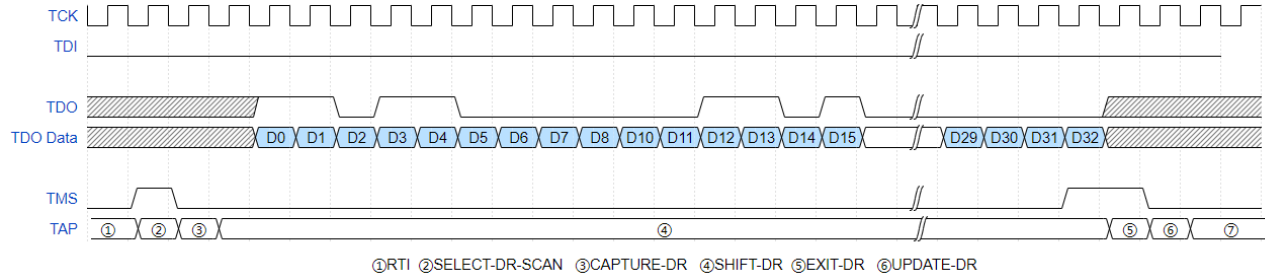 TCK
TDI
TDO
TDO Data D0 D1 D2 D3 D4 D5 D6 D7 D8 D10 D11 D12 D13 D14 D15 D29 D30 D31 D32
TMS
TAP ① ② ③ ④ ⑤ ⑥ ⑦
①RTI ②SELECT-DR-SCAN ③CAPTURE-DR ④SHIFT-DR ⑤EXIT-DR ⑥UPDATE-DR